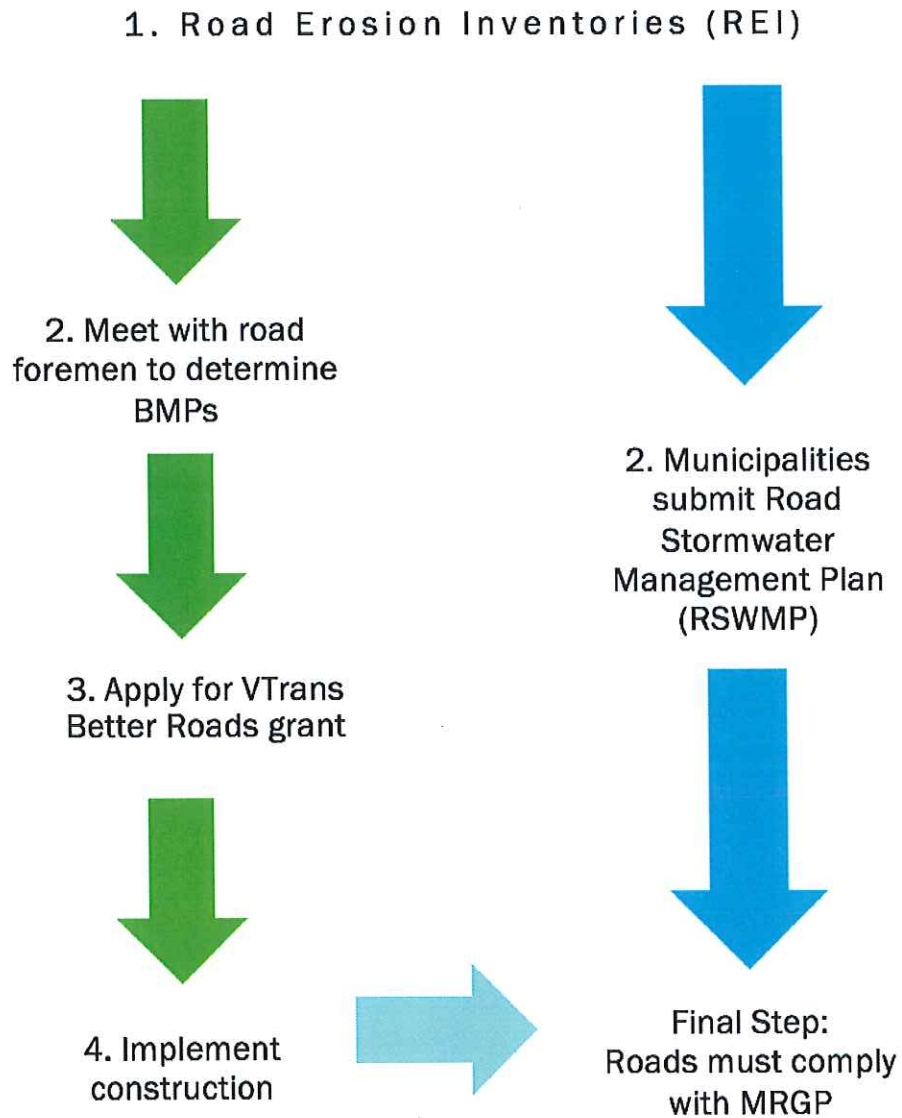 1. Road Erosion Inventories (REI)
2. Meet with road
foremen to determine
BMPs
3. Apply for VTrans
Better Roads grant
4. Implement
construction
2. Municipalities
submit Road
Stormwater
Management Plan
(RSWMP)
Final Step:
Roads must comply
with MRGP